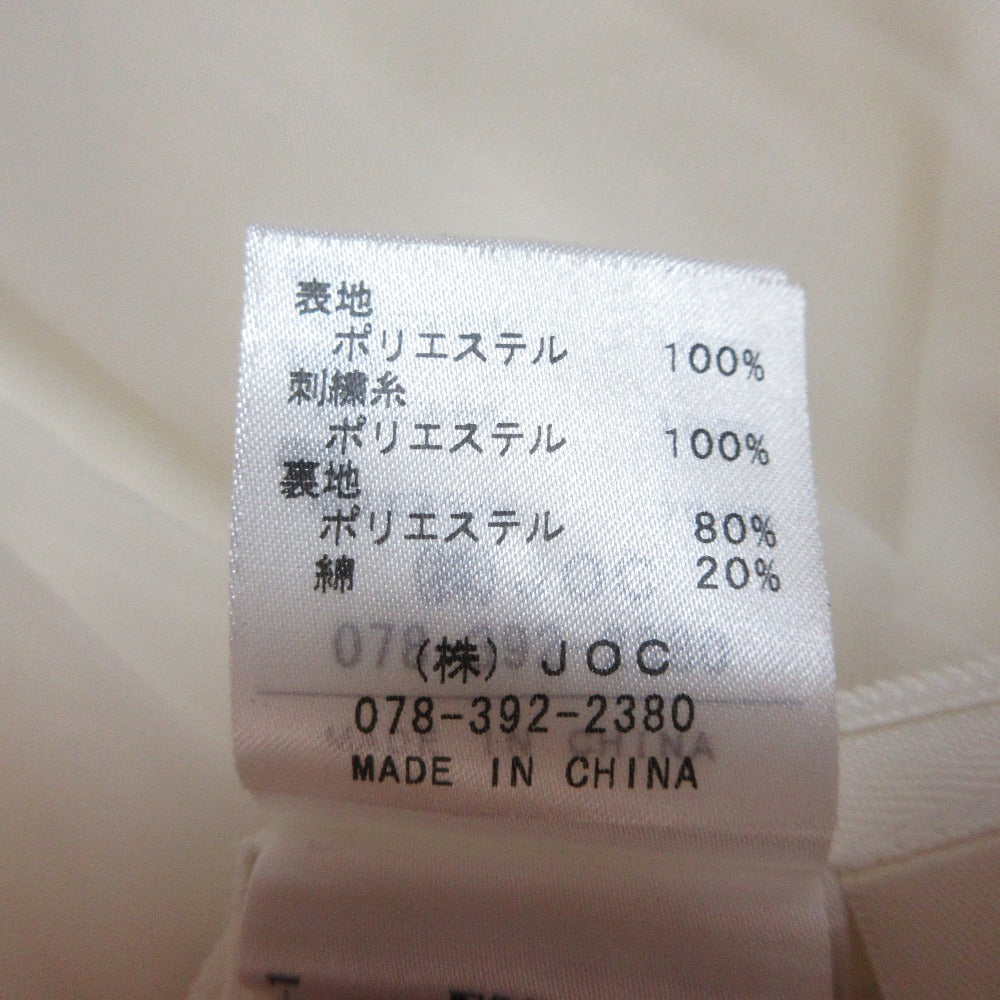 表地
ポリエステル 100%
刺繍糸
ポリエステル 100%
裏地
ポリエステル 80%
綿 20%
(株) JOC
078-392-2380
MADE IN CHINA